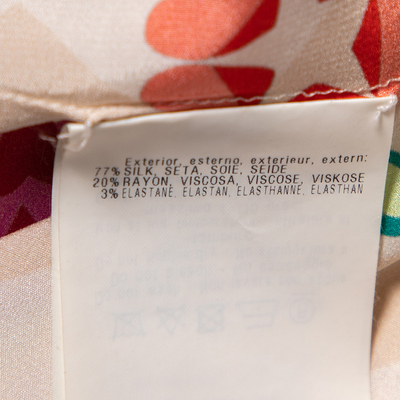 Exterior, esterno, exterieur, extern:
77% SILK, SETA, SOIE, SEIDE
20% RAYON, VISCOSA, VISCOSE, VISKOSE
3% ELASTANE, ELASTAN, ELASTHANNE, ELASTHAN